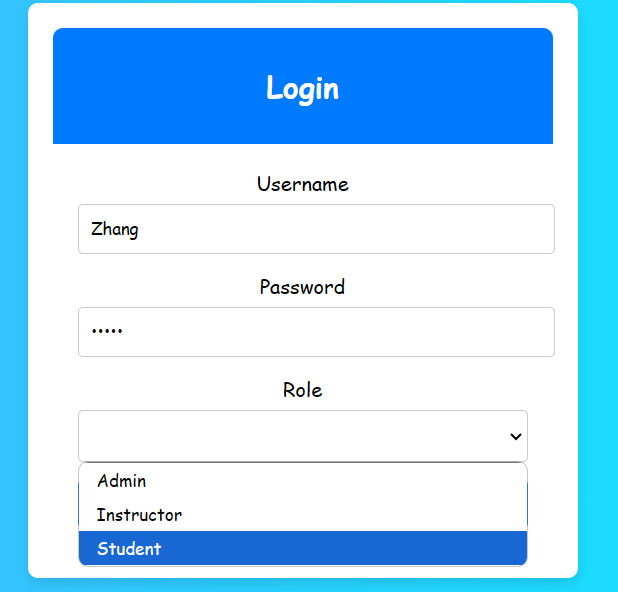 Login
Username
Zhang
Password
•••••
Role
Admin
Instructor
Student